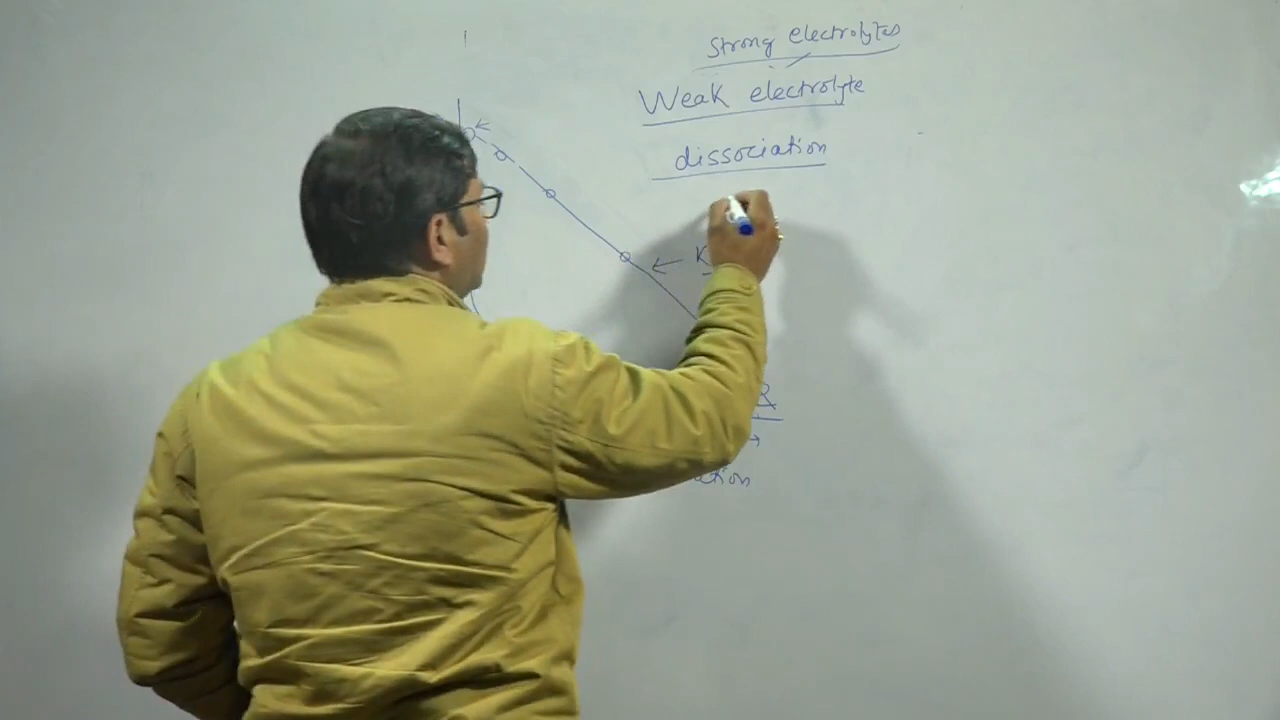 Strong electrolytes
Weak electrolyte
dissociation
K